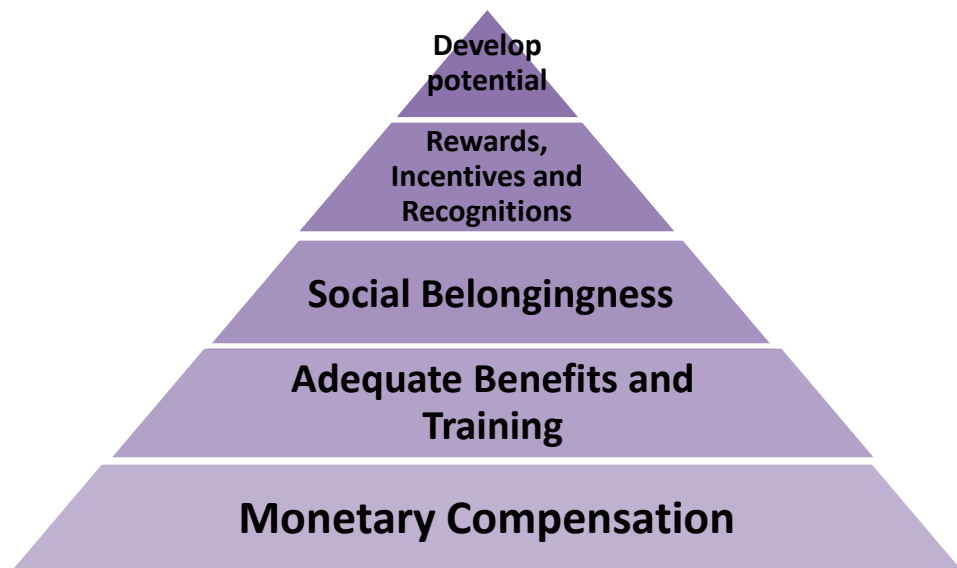 Develop
potential
Rewards,
Incentives and
Recognitions
Social Belongingness
Adequate Benefits and
Training
Monetary Compensation